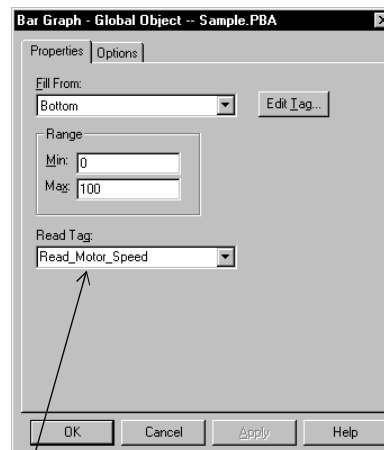 Bar Graph - Global Object -- Sample.PBA
Properties Options
Fill From:
Bottom Edit Tag...
Range
Min: 0
Max: 100
Read Tag:
Read_Motor_Speed
OK Cancel Apply Help